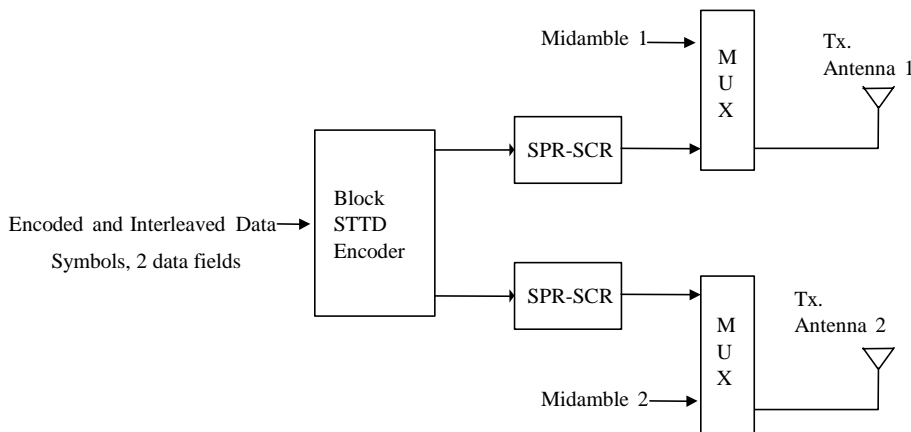 Midamble 1
M
U
X
Tx.
Antenna 1
SPR-SCR
Block
STTD
Encoder
Encoded and Interleaved Data
Symbols, 2 data fields
SPR-SCR
Tx.
Antenna 2
M
U
X
Midamble 2